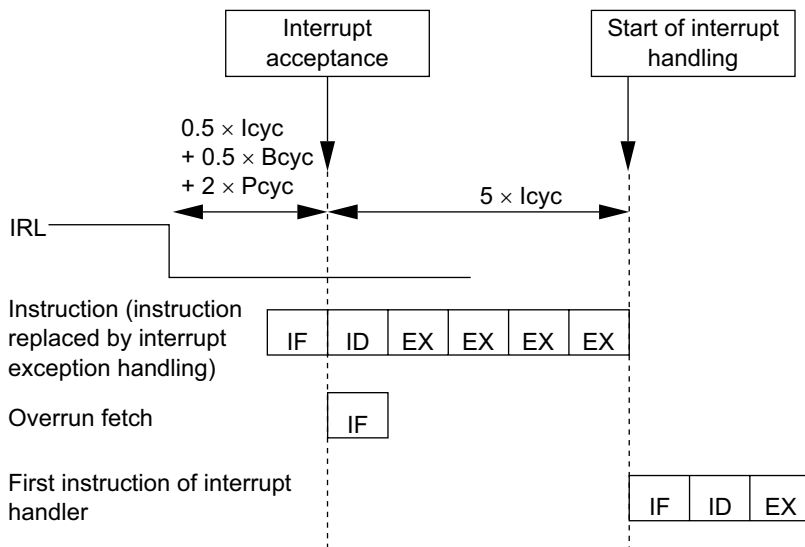 Interrupt
acceptance
Start of interrupt
handling
0.5 × Icyc
+ 0.5 × Bcyc
+ 2 × Pcyc
5 × Icyc
IRL
Instruction (instruction
replaced by interrupt
exception handling)
IF ID EX EX EX EX
Overrun fetch
IF
First instruction of interrupt
handler
IF ID EX